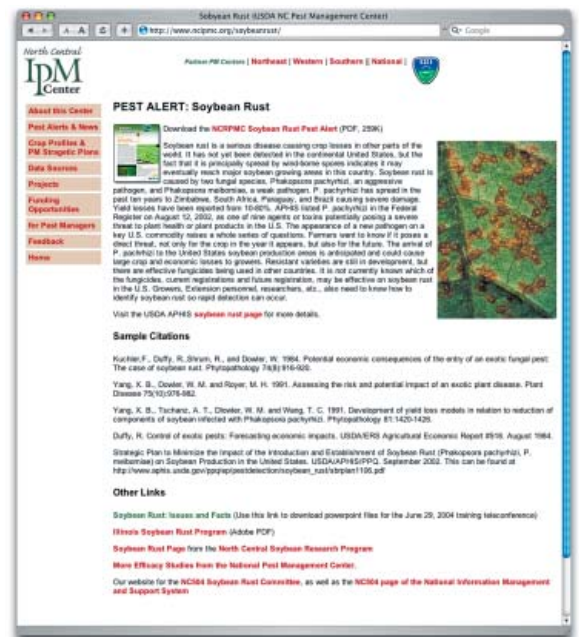 Sobyean Rust (USDA NC Pest Management Center)
A A
http://www.ncipmc.org/soybeanrust/
Google
North Central
IPM
Center
Partner PM Centers | Northeast | Western | Southern || National |
About this Center
Pest Alerts & News
Crop Profiles &
PM Stragetic Plans
Data Sources
Projects
Funding
Opportunities
for Pest Managers
Feedback
Home
PEST ALERT: Soybean Rust
Download the NCRPMC Soybean Rust Pest Alert (PDF, 259K)
Soybean rust is a serious disease causing crop losses in other parts of the
world. It has not yet been detected in the continental United States, but the
fact that it is principally spread by wind-borne spores indicates it may
eventually reach major soybean growing areas in this country. Soybean rust is
caused by two fungal species, Phakopsora pachyrhizi, an aggressive
pathogen, and Phakopsora meibomiae, a weak pathogen. P. pachyrhizi has spread in the
past ten years to Zimbabwe, South Africa, Paraguay, and Brazil causing severe damage.
Yield losses have been reported from 10-80%. APHIS listed P. pachyrhizi in the Federal
Register on August 12, 2002, as one of nine agents or toxins potentially posing a severe
threat to plant health or plant products in the U.S. The appearance of a new pathogen on a
key U.S. commodity raises a whole series of questions. Farmers want to know if it poses a
direct threat, not only for the crop in the year it appears, but also for the future. The arrival of
P. pachrhizi to the United States soybean production areas is anticipated and could cause
large crop and economic losses to growers. Resistant varieties are still in development, but
there are effective fungicides being used in other countries. It is not currently known which of
the fungicides, current registrations and future registration, may be effective on soybean rust
in the U.S. Growers, Extension personnel, researchers, etc., also need to know how to
identify soybean rust so rapid detection can occur.
Visit the USDA APHIS soybean rust page for more details.
Sample Citations
Kuchler,F., Duffy, R.,Shrum, R., and Dowler, W. 1984. Potential economic consequences of the entry of an exotic fungal pest:
The case of soybean rust. Phytopathology 74(8):916-920.
Yang, X. B., Dowler, W. M. and Royer, M. H. 1991. Assessing the risk and potential impact of an exotic plant disease. Plant
Disease 75(10):976-982.
Yang, X. B., Tschanz, A. T., Dlowler, W. M. and Wang, T. C. 1991. Development of yield loss models in relation to reduction of
components of soybean infected with Phakopsora pachyrhizi. Phytopathology 81:1420-1426.
Duffy, R. Control of exotic pests: Forecasting economic impacts. USDA/ERS Agricultural Economic Report #518. August 1984.
Strategic Plan to Minimize the Impact of the Introduction and Establishment of Soybean Rust (Phakopsora pachyrhizi, P.
meibomiae) on Soybean Production in the United States. USDA/APHIS/PPQ. September 2002. This can be found at
http://www.aphis.usda.gov/ppq/ep/pestdetection/soybean_rust/sbrplan1106.pdf
Other Links
Soybean Rust: Issues and Facts (Use this link to download powerpoint files for the June 29, 2004 training teleconference)
Illinois Soybean Rust Program (Adobe PDF)
Soybean Rust Page from the North Central Soybean Research Program
More Efficacy Studies from the National Pest Management Center.
Our website for the NC504 Soybean Rust Committee, as well as the NC504 page of the National Information Management
and Support System